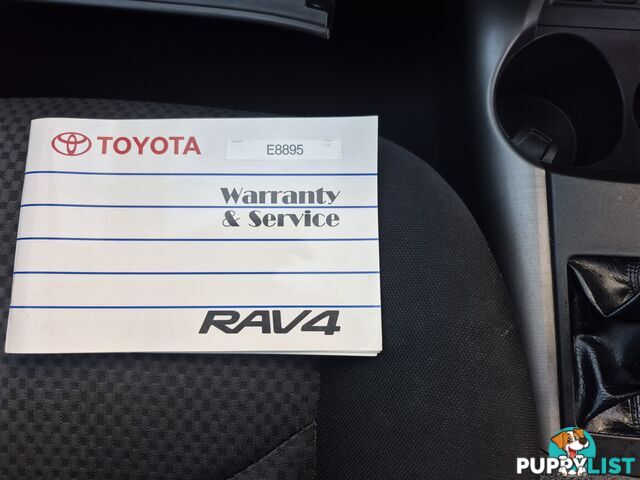 TOYOTA
E8895
Warranty
& Service
RAV4
PUPPYLIST